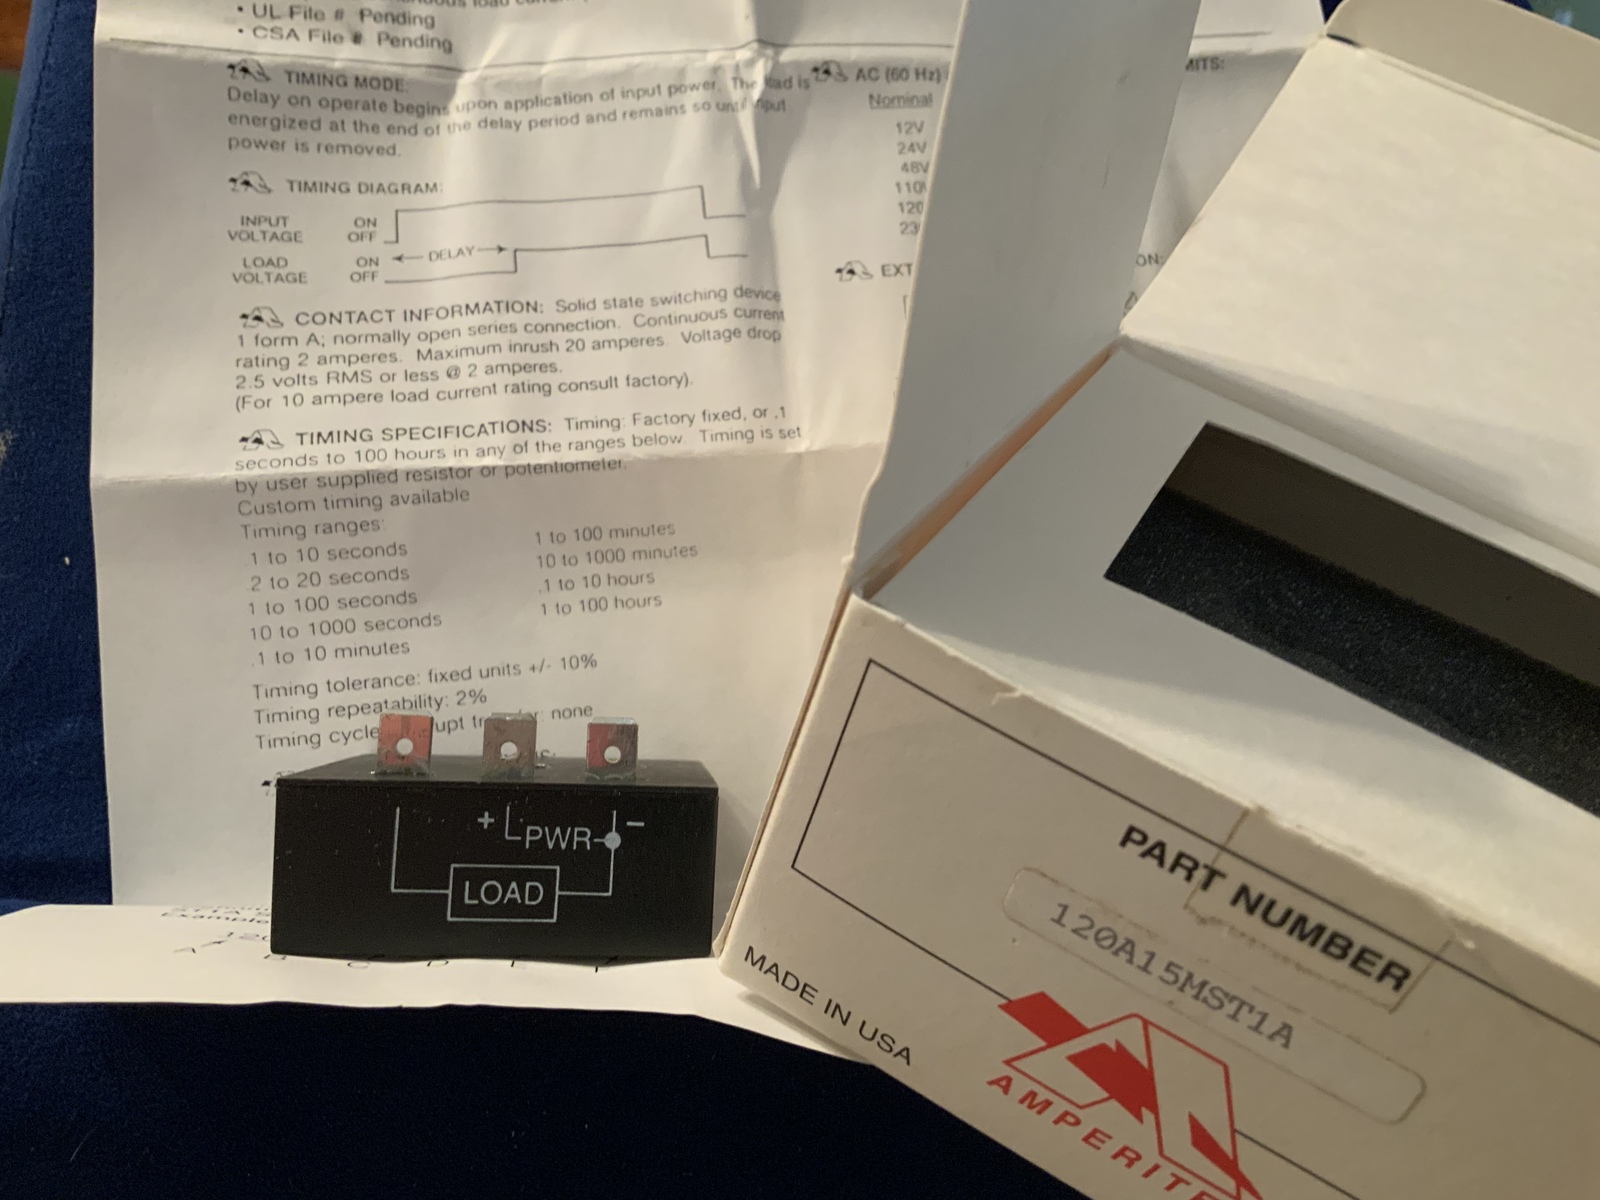 • UL File # Pending
• CSA File # Pending
TIMING MODE:
Delay on operate begins upon application of input power. The load is
energized at the end of the delay period and remains so until input
power is removed.
TIMING DIAGRAM:
INPUT VOLTAGE
ON
OFF
LOAD VOLTAGE
ON
OFF
DELAY
CONTACT INFORMATION: Solid state switching device
1 form A; normally open series connection. Continuous current
rating 2 amperes. Maximum inrush 20 amperes. Voltage drop
2.5 volts RMS or less @ 2 amperes.
(For 10 ampere load current rating consult factory).
TIMING SPECIFICATIONS: Timing: Factory fixed, or .1
seconds to 100 hours in any of the ranges below. Timing is set
by user supplied resistor or potentiometer.
Custom timing available
Timing ranges:
.1 to 10 seconds
.2 to 20 seconds
1 to 100 seconds
10 to 1000 seconds
.1 to 10 minutes
1 to 100 minutes
10 to 1000 minutes
.1 to 10 hours
1 to 100 hours
Timing tolerance: fixed units +/- 10%
Timing repeatability: 2%
Timing cycle none
AC (60 Hz)
Nominal
12V
24V
48V
110
120
23
EXT
MITS:
ON:
+ PWR -
LOAD
Example
PART NUMBER
120A15MST1A
MADE IN USA
AMPERITE